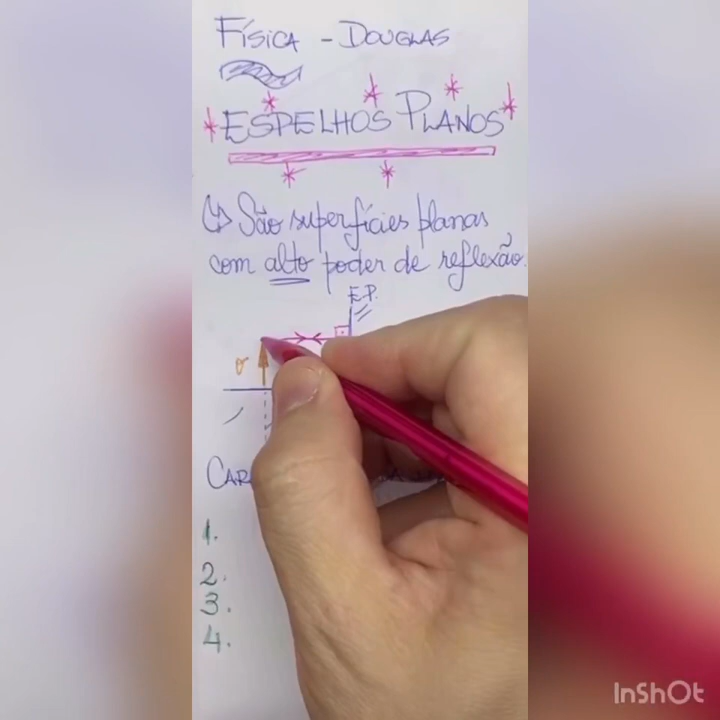 FÍSICA - DOUGLAS
ESPELHOS PLANOS
São superfícies planas
com alto poder de reflexão.
E.P.
o
1.
2.
3.
4.
InShOt